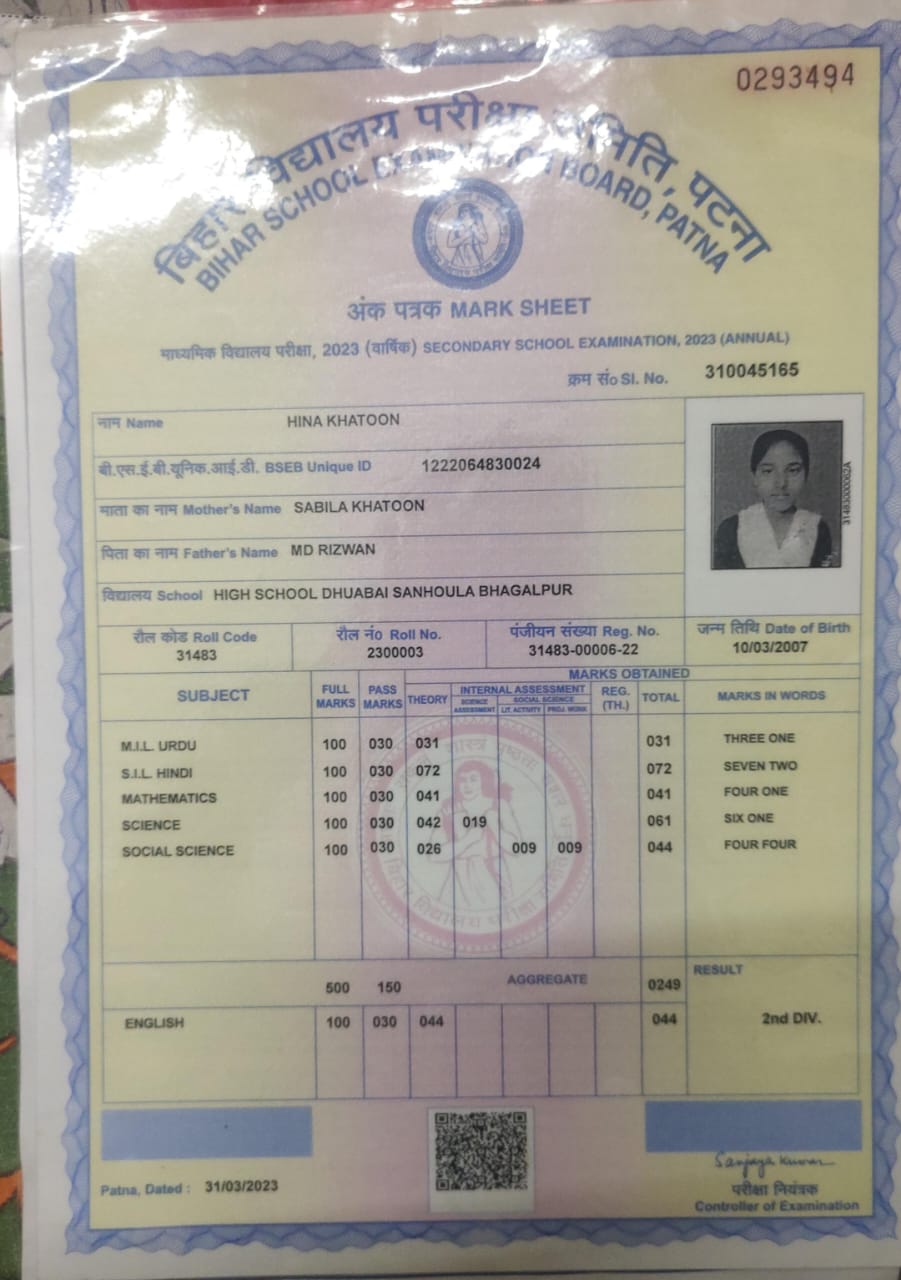 0293494
बिहार विद्यालय परीक्षा समिति, पटना
BIHAR SCHOOL EXAMINATION BOARD, PATNA
अंक पत्रक MARK SHEET
माध्यमिक विद्यालय परीक्षा, 2023 (वार्षिक) SECONDARY SCHOOL EXAMINATION, 2023 (ANNUAL)
क्रम सं० Sl. No. 310045165
नाम Name HINA KHATOON
बी.एस.ई.बी.यूनिक.आई.डी. BSEB Unique ID 1222064830024
माता का नाम Mother's Name SABILA KHATOON
पिता का नाम Father's Name MD RIZWAN
विद्यालय School HIGH SCHOOL DHUABAI SANHOULA BHAGALPUR
रौल कोड Roll Code रौल नं० Roll No. पंजीयन संख्या Reg. No. जन्म तिथि Date of Birth
31483 2300003 31483-00006-22 10/03/2007
MARKS OBTAINED
SUBJECT FULL MARKS PASS MARKS THEORY INTERNAL ASSESSMENT SCIENCE ASSESSMENT SOCIAL SCIENCE LIT. ACTIVITY PROJ. WORK REG. (TH.) TOTAL MARKS IN WORDS
M.I.L. URDU 100 030 031 031 THREE ONE
S.I.L. HINDI 100 030 072 072 SEVEN TWO
MATHEMATICS 100 030 041 041 FOUR ONE
SCIENCE 100 030 042 019 061 SIX ONE
SOCIAL SCIENCE 100 030 026 009 009 044 FOUR FOUR
500 150 AGGREGATE 0249 RESULT
ENGLISH 100 030 044 044 2nd DIV.
Patna, Dated : 31/03/2023
Sanjaya Kumar
परीक्षा नियंत्रक
Controller of Examination